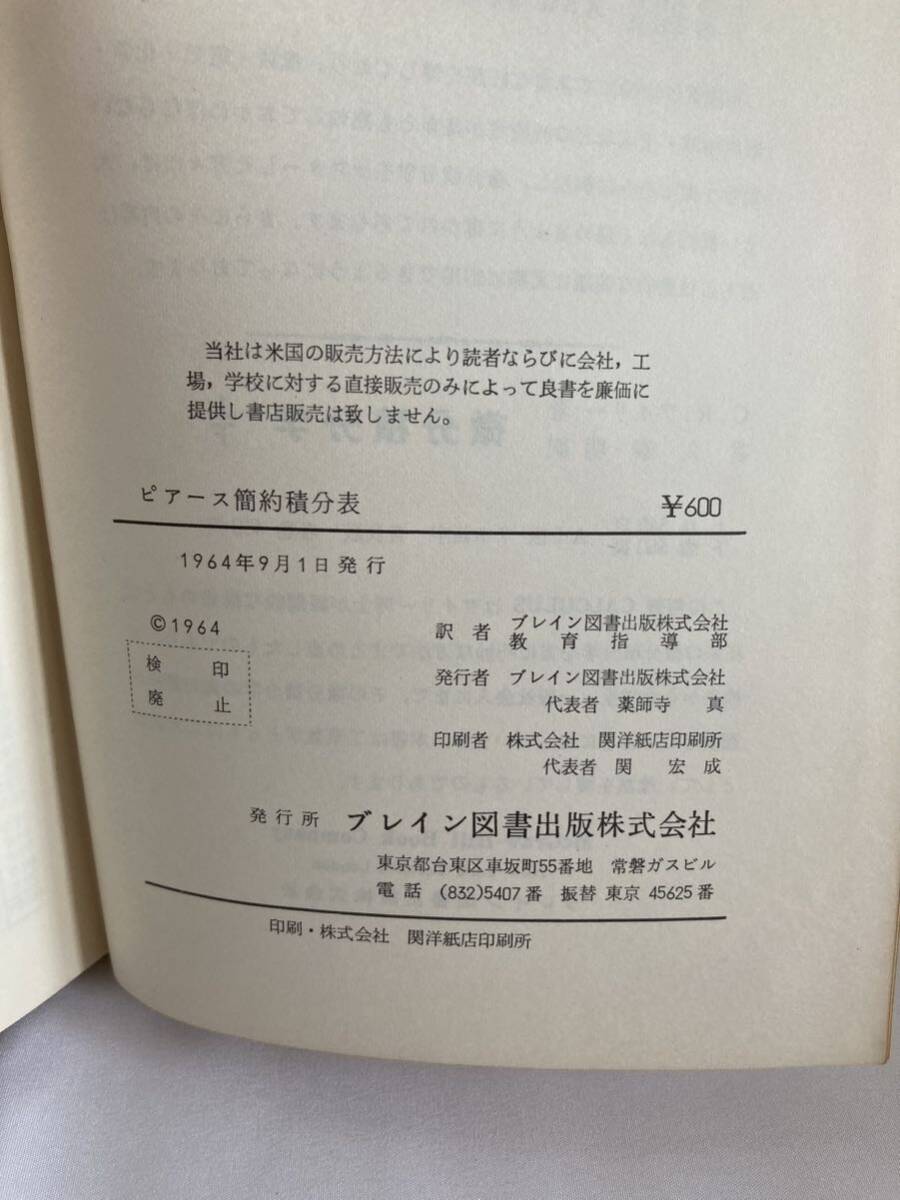 当社は米国の販売方法により読者ならびに会社，工
場，学校に対する直接販売のみによって良書を廉価に
提供し書店販売は致しません。
ピアース簡約積分表 ¥600
1964年9月1日発行
©1964
検印
廃止
訳者 ブレイン図書出版株式会社
教育指導部
発行者 ブレイン図書出版株式会社
代表者 薬師寺 真
印刷者 株式会社 関洋紙店印刷所
代表者 関 宏成
発行所 ブレイン図書出版株式会社
東京都台東区車坂町55番地 常磐ガスビル
電話 (832)5407番 振替 東京 45625番
印刷・株式会社 関洋紙店印刷所